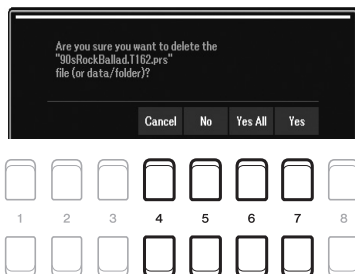 Are you sure you want to delete the
"90sRockBallad.T162.prs"
file (or data/folder)?
Cancel No Yes All Yes
1 2 3 4 5 6 7 8